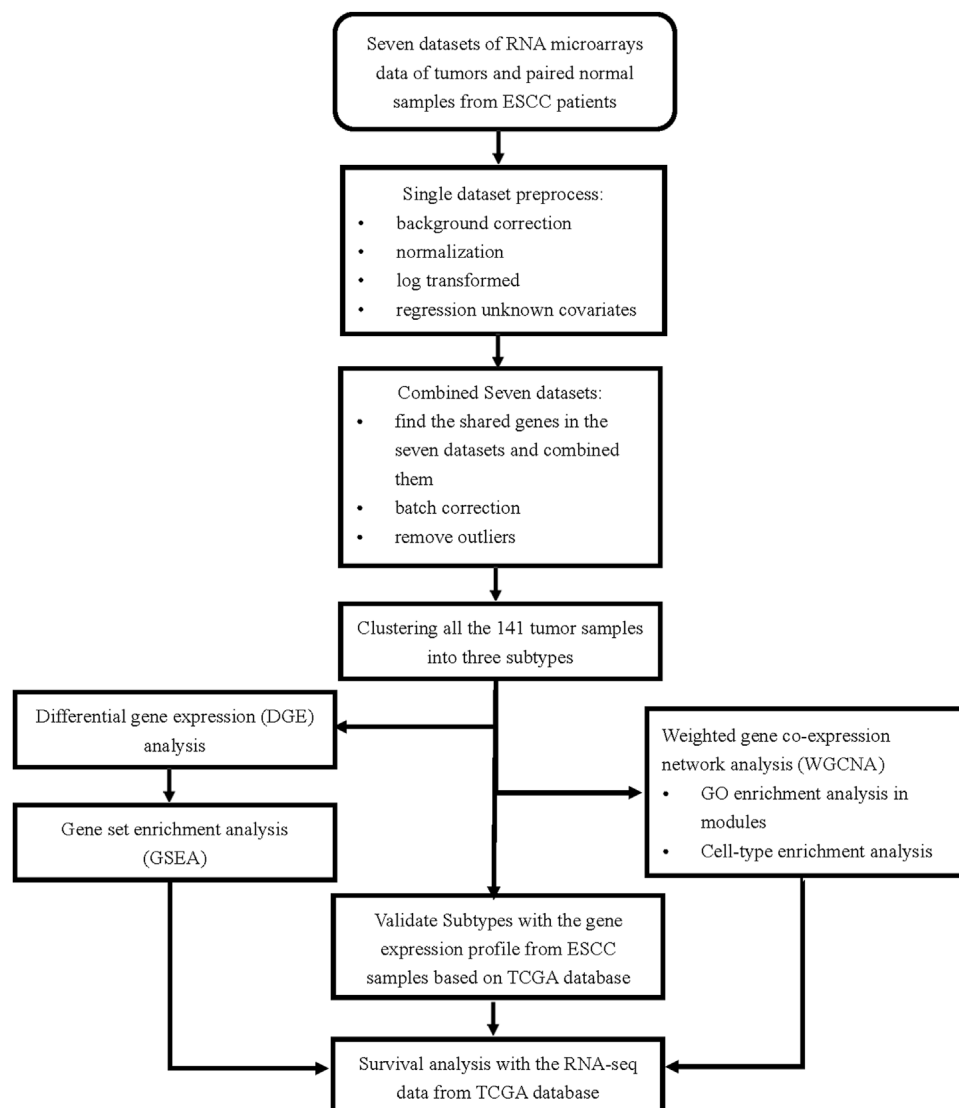 Seven datasets of RNA microarrays
data of tumors and paired normal
samples from ESCC patients
Single dataset preprocess:
• background correction
• normalization
• log transformed
• regression unknown covariates
Combined Seven datasets:
• find the shared genes in the
seven datasets and combined
them
• batch correction
• remove outliers
Clustering all the 141 tumor samples
into three subtypes
Differential gene expression (DGE)
analysis
Gene set enrichment analysis
(GSEA)
Weighted gene co-expression
network analysis (WGCNA)
• GO enrichment analysis in
modules
• Cell-type enrichment analysis
Validate Subtypes with the gene
expression profile from ESCC
samples based on TCGA database
Survival analysis with the RNA-seq
data from TCGA database